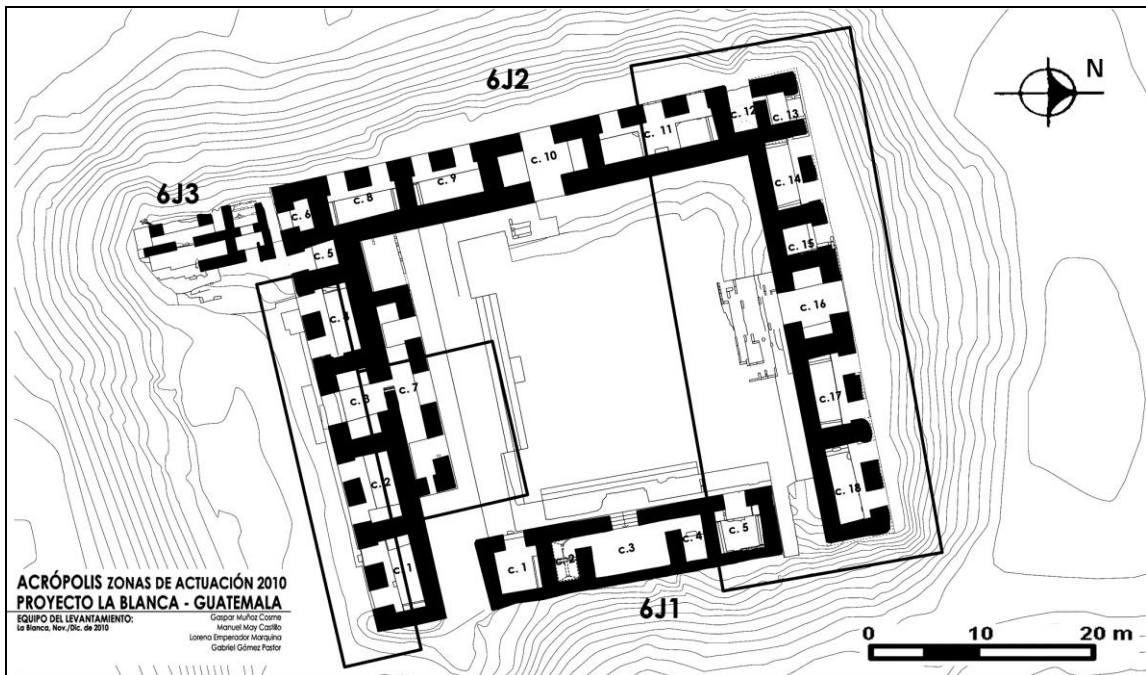 6J2
N
6J3
c. 12
c. 13
c. 11
c. 10
c. 14
c. 9
c. 8
c. 6
c. 15
c. 5
c. 16
c. 4
c. 7
c. 3
c.17
c. 2
c. 18
c. 1
c. 1
c. 2
c.3
c. 4
c. 5
6J1
ACRÓPOLIS ZONAS DE ACTUACIÓN 2010
PROYECTO LA BLANCA - GUATEMALA
EQUIPO DEL LEVANTAMIENTO:
La Blanca, Nov./Dic. de 2010
Gaspar Muñoz Cosme
Manuel May Castillo
Lorena Emperador Marquina
Gabriel Gómez Pastor
0 10 20 m